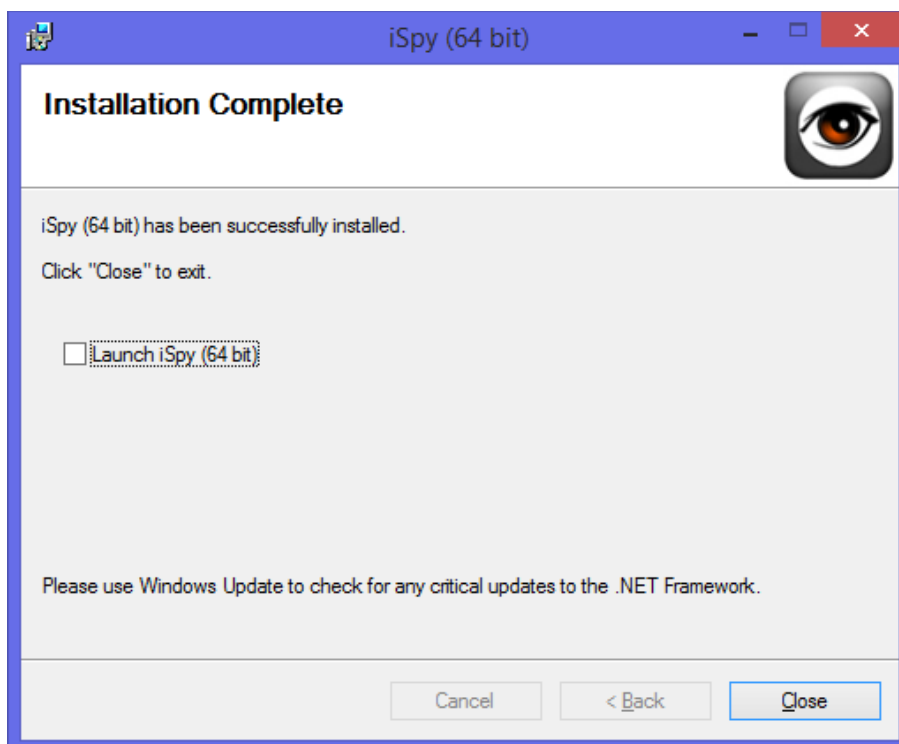 iSpy (64 bit)
Installation Complete
iSpy (64 bit) has been successfully installed.
Click "Close" to exit.
Launch iSpy (64 bit)
Please use Windows Update to check for any critical updates to the .NET Framework.
Cancel
< Back
Close